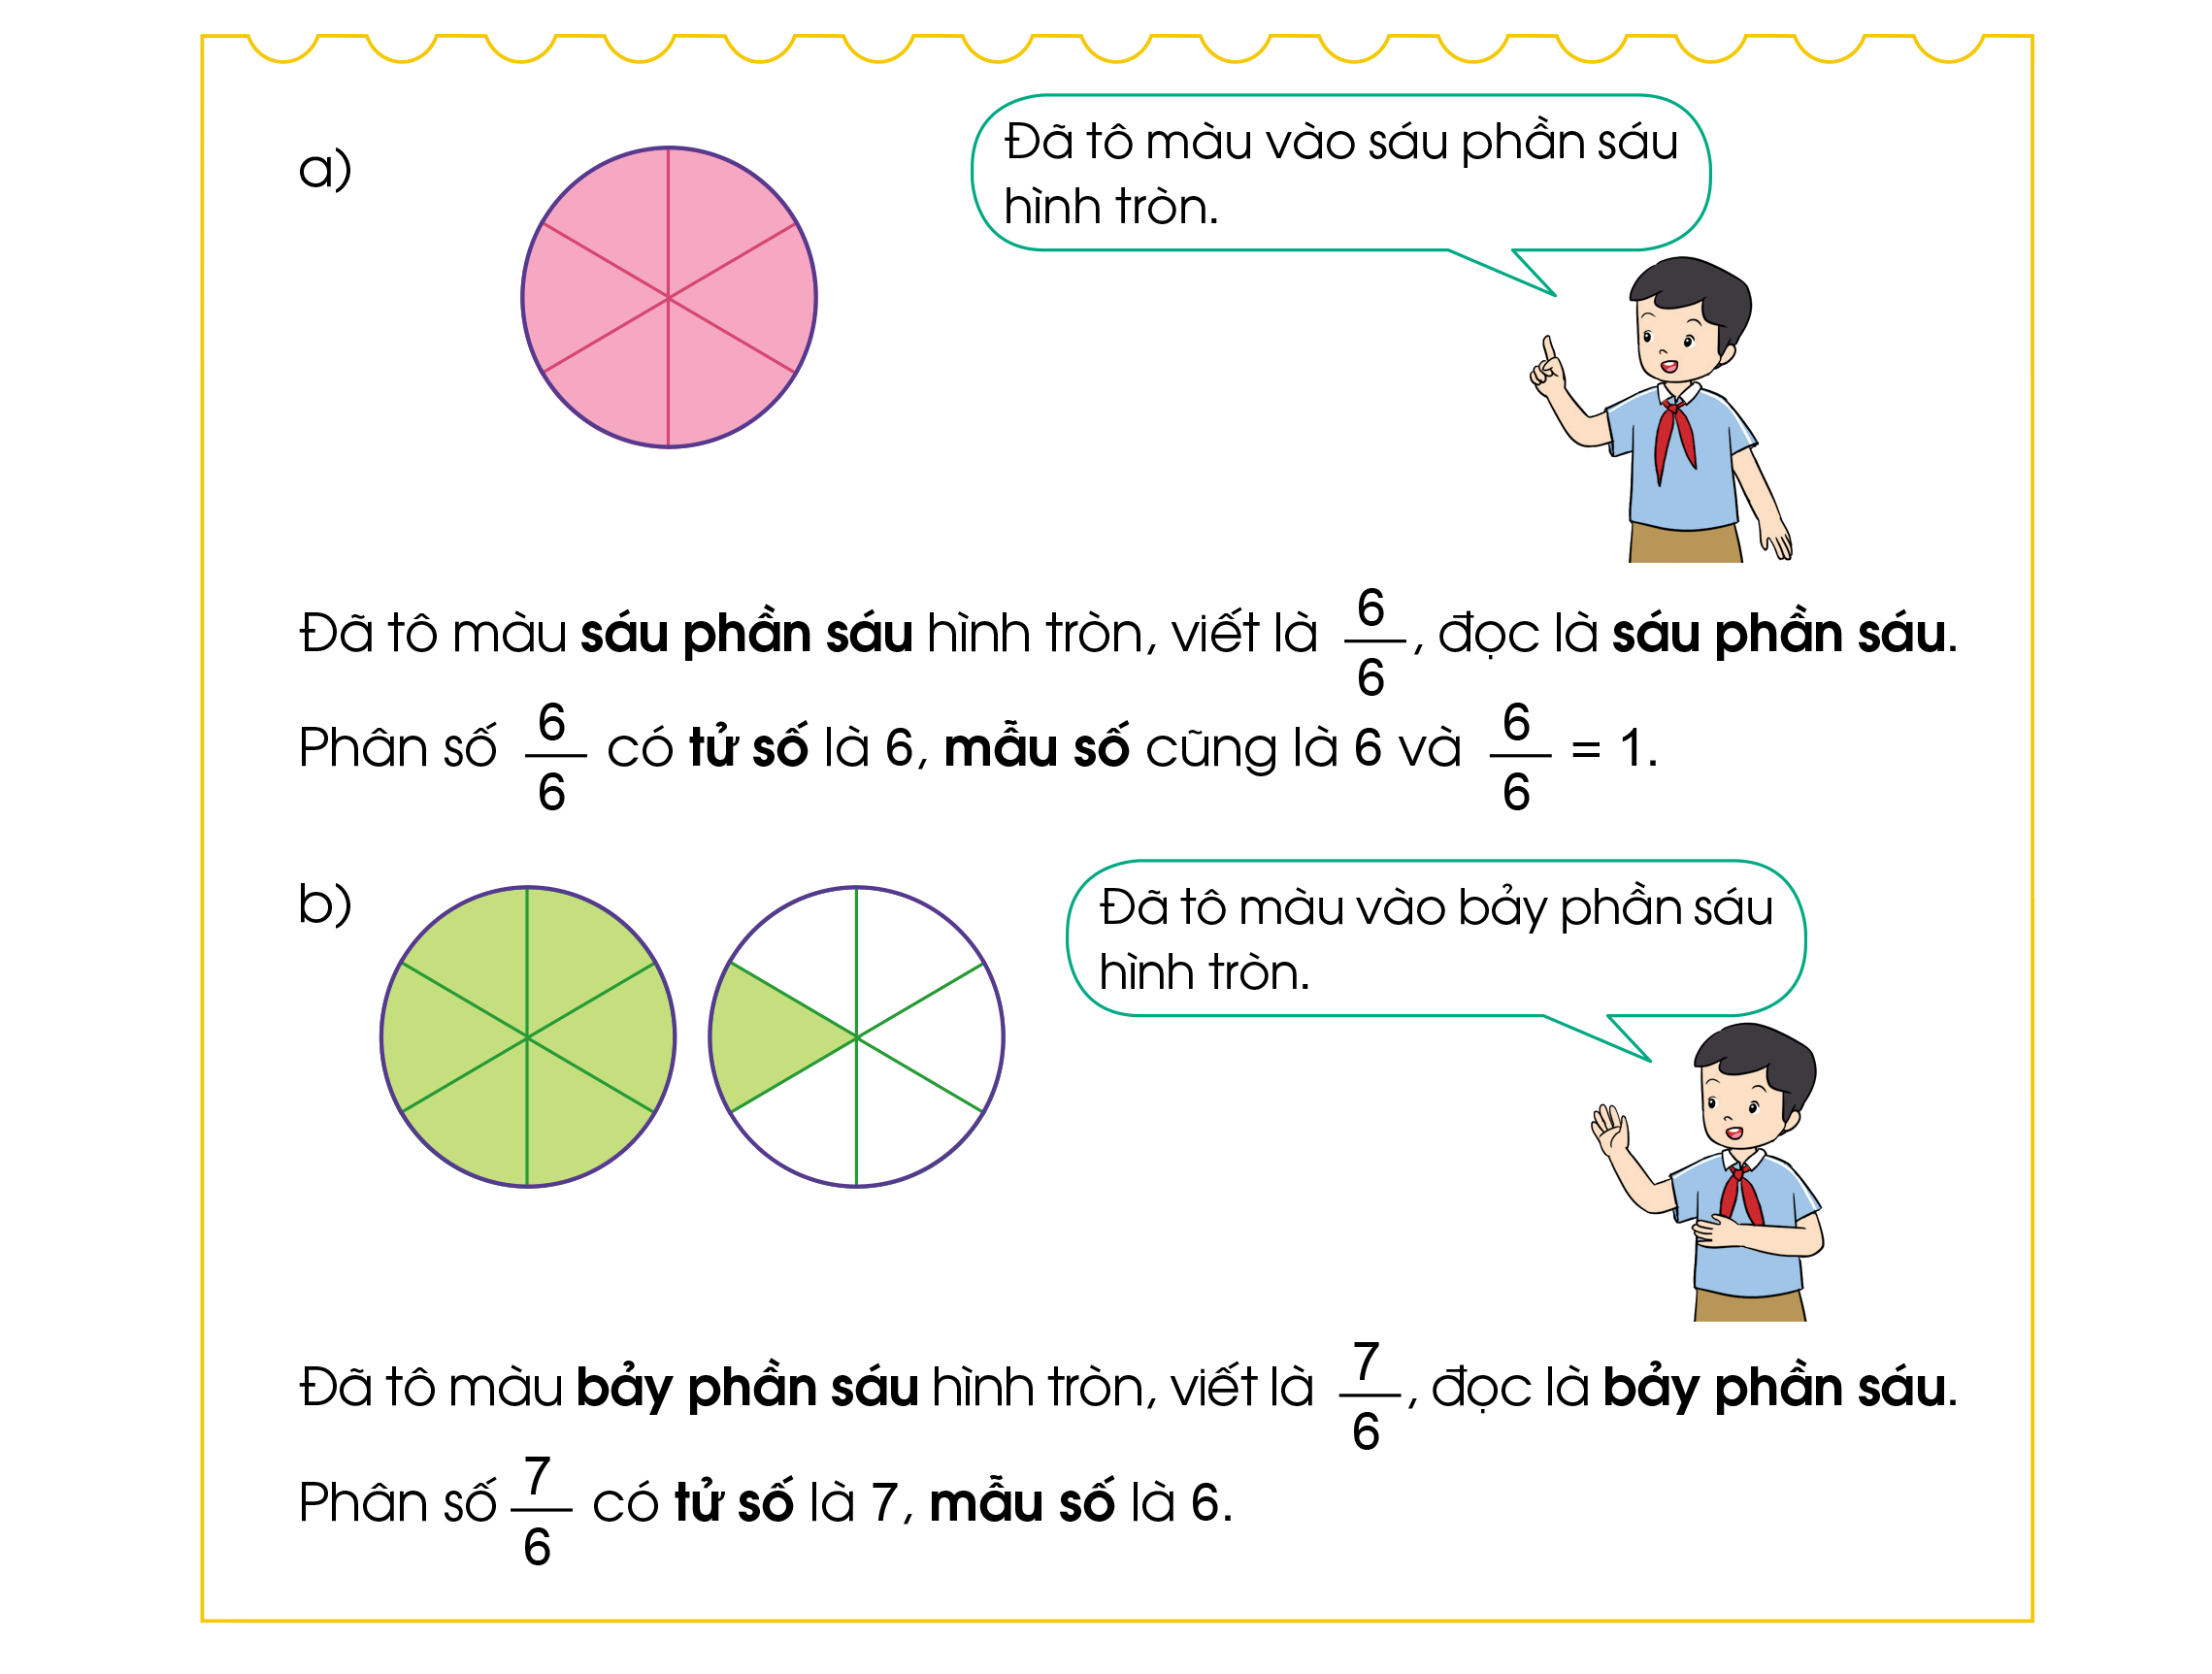 a)
Đã tô màu vào sáu phần sáu
hình tròn.
Đã tô màu sáu phần sáu hình tròn, viết là 6/6, đọc là sáu phần sáu.
Phân số 6/6 có tử số là 6, mẫu số cũng là 6 và 6/6 = 1.
b)
Đã tô màu vào bảy phần sáu
hình tròn.
Đã tô màu bảy phần sáu hình tròn, viết là 7/6, đọc là bảy phần sáu.
Phân số 7/6 có tử số là 7, mẫu số là 6.